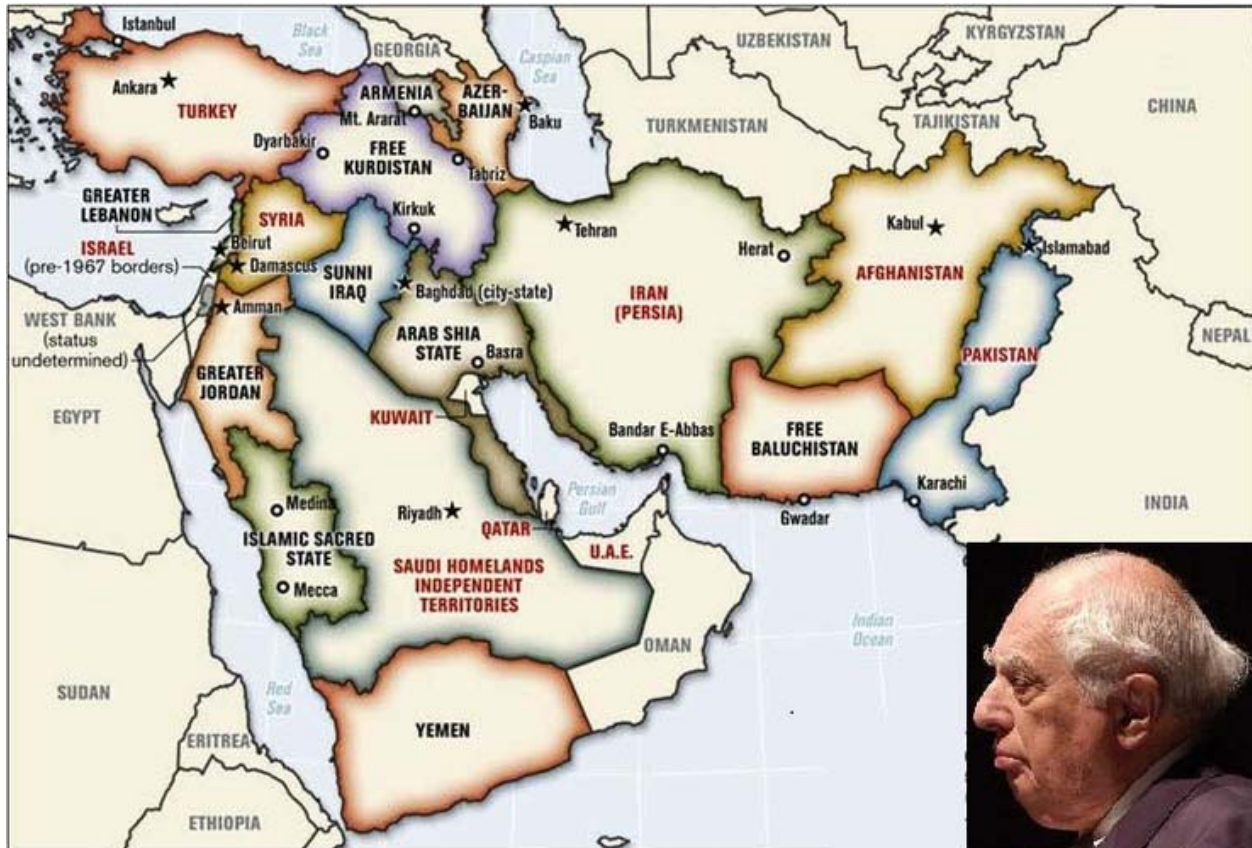 Istanbul
Black
Sea
GEORGIA
Caspian
Sea
UZBEKISTAN
KYRGYZSTAN
Ankara
TURKEY
ARMENIA
AZER-
BAIJAN
Mt. Ararat
Baku
TURKMENISTAN
TAJIKISTAN
CHINA
Dyarbakir
FREE
KURDISTAN
Tabriz
GREATER
LEBANON
SYRIA
Kirkuk
Tehran
Herat
Kabul
Islamabad
ISRAEL
(pre-1967 borders)
Beirut
Damascus
SUNNI
IRAQ
Baghdad (city-state)
IRAN
(PERSIA)
AFGHANISTAN
WEST BANK
(status
undetermined)
Amman
ARAB SHIA
STATE
Basra
PAKISTAN
NEPAL
GREATER
JORDAN
EGYPT
KUWAIT
Bandar E-Abbas
FREE
BALUCHISTAN
Karachi
INDIA
Medina
Riyadh
Persian
Gulf
Gwadar
ISLAMIC SACRED
STATE
QATAR
U.A.E.
Mecca
SAUDI HOMELANDS
INDEPENDENT
TERRITORIES
OMAN
Indian
Ocean
SUDAN
Red
Sea
YEMEN
ERITREA
ETHIOPIA